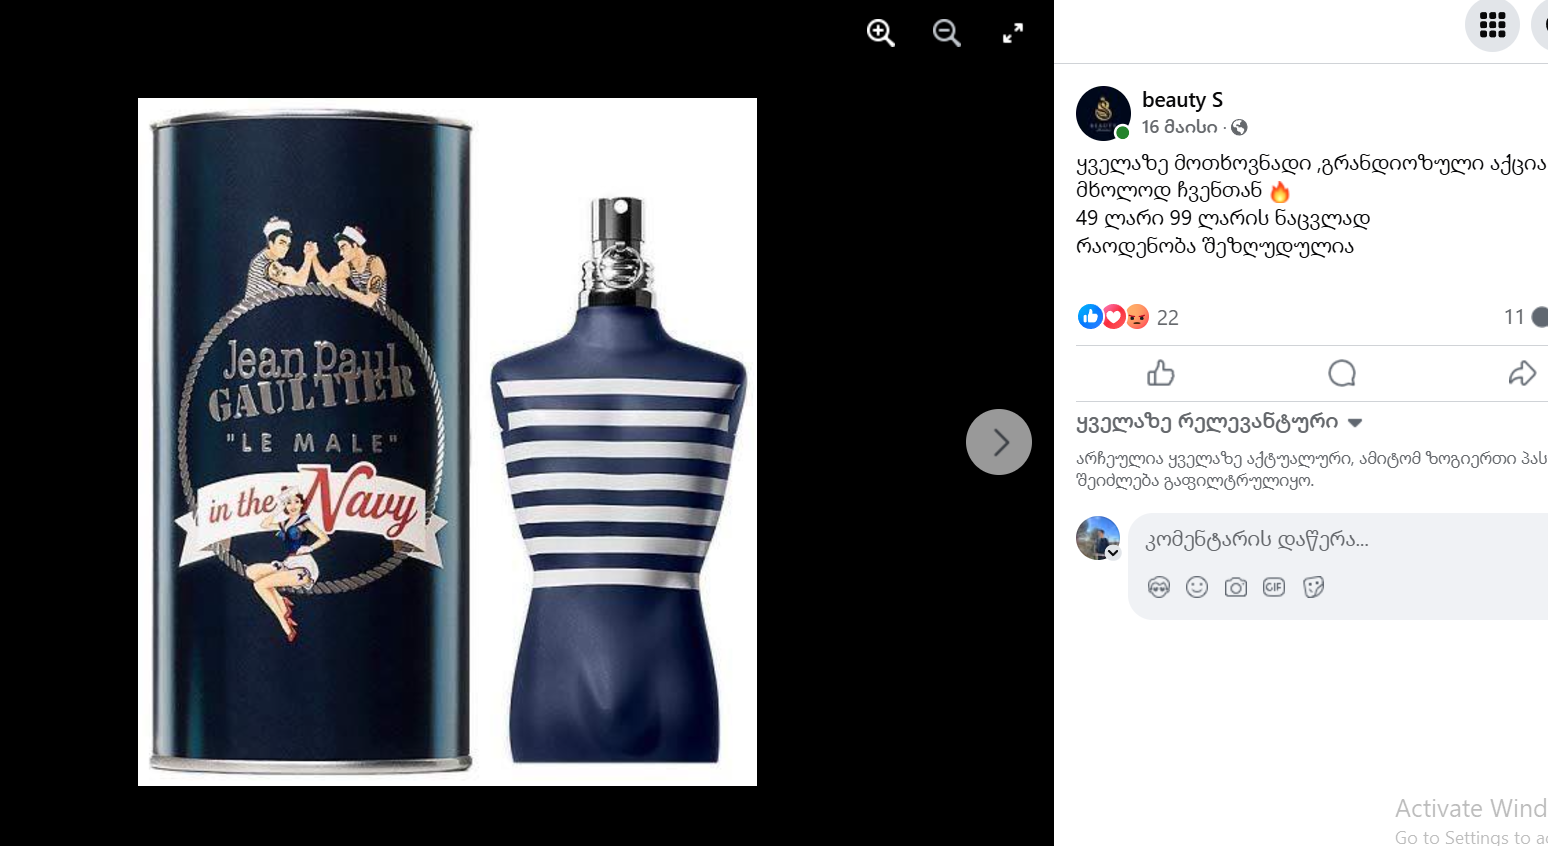 Jean Paul
GAULTIER
"LE MALE"
in the Navy
beauty S
16 მაისი ·
ყველაზე მოთხოვნადი ,გრანდიოზული აქცია
მხოლოდ ჩვენთან
49 ლარი 99 ლარის ნაცვლად
რაოდენობა შეზღუდულია
22
11
ყველაზე რელევანტური
არჩეულია ყველაზე აქტუალური, ამიტომ ზოგიერთი პას
შეიძლება გაფილტრულიყო.
კომენტარის დაწერა...
GIF
Activate Wind
Go to Settings to a